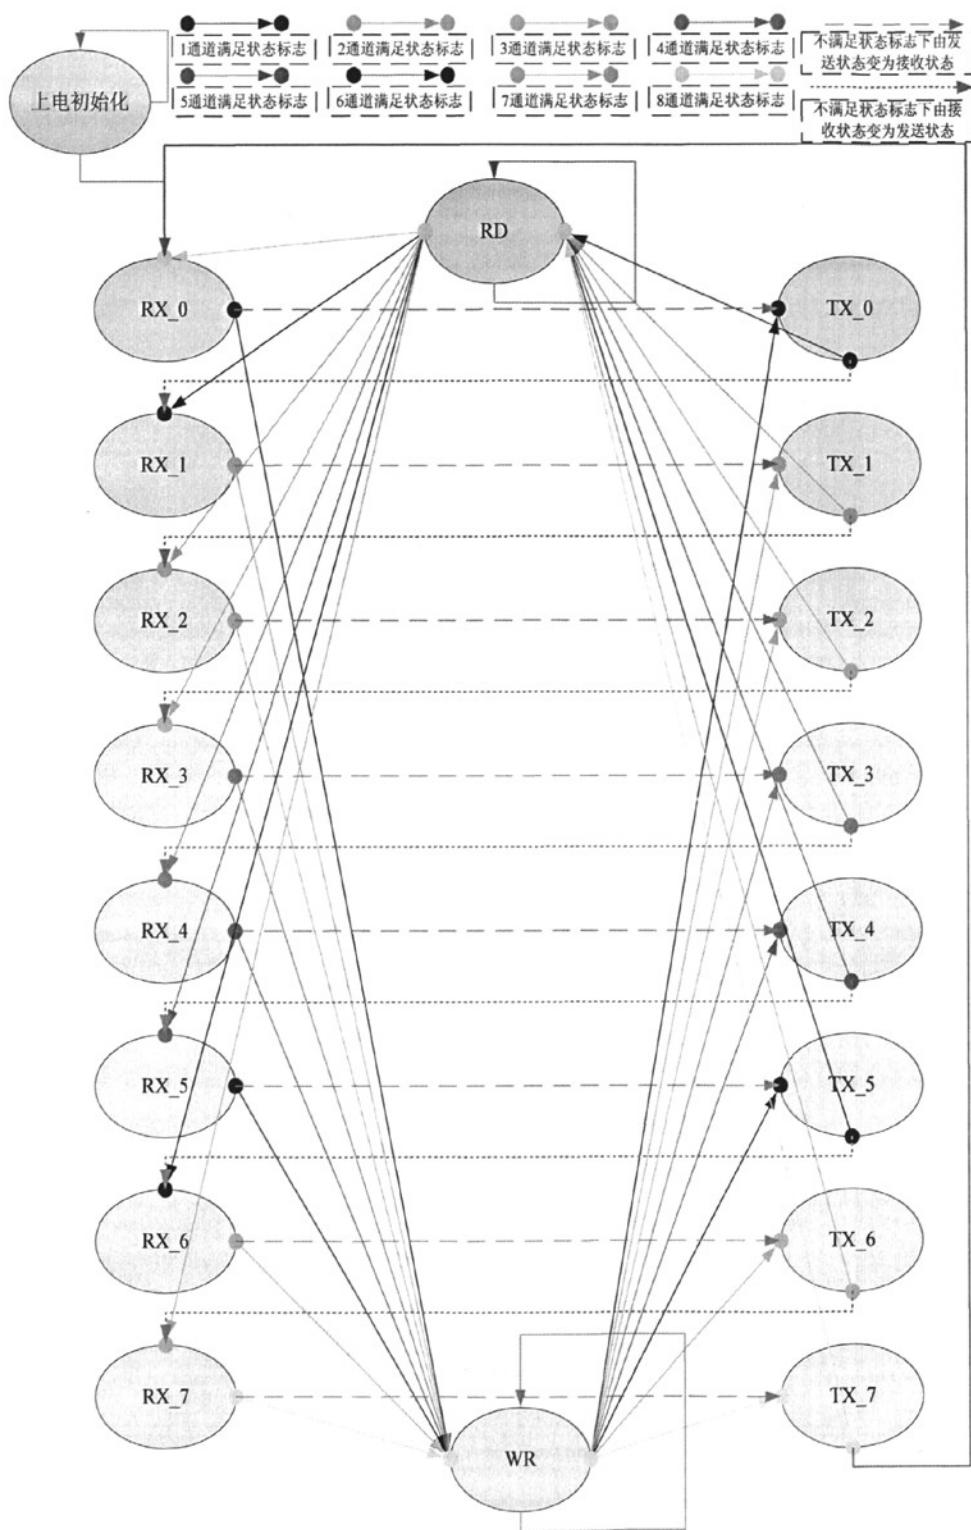 上电初始化
1通道满足状态标志
2通道满足状态标志
3通道满足状态标志
4通道满足状态标志
不满足状态标志下由发
送状态变为接收状态
5通道满足状态标志
6通道满足状态标志
7通道满足状态标志
8通道满足状态标志
不满足状态标志下由接
收状态变为发送状态
RD
RX_0
TX_0
RX_1
TX_1
RX_2
TX_2
RX_3
TX_3
RX_4
TX_4
RX_5
TX_5
RX_6
TX_6
RX_7
TX_7
WR